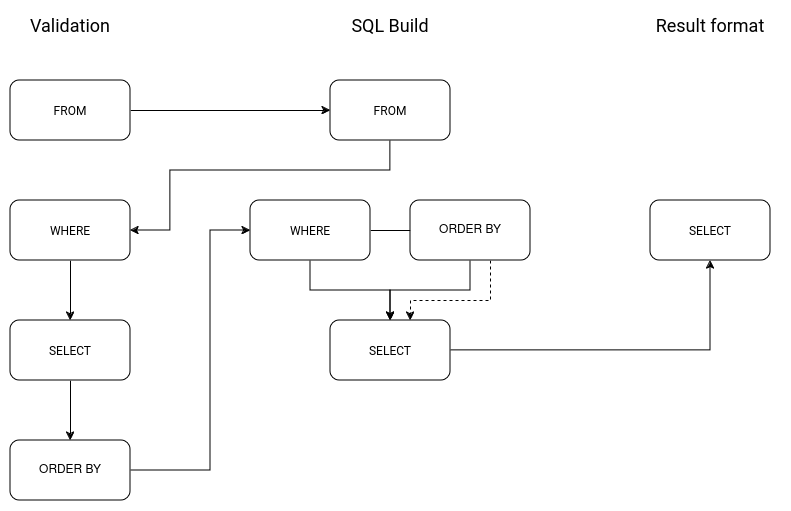 Validation
SQL Build
Result format
FROM
FROM
WHERE
WHERE
ORDER BY
SELECT
SELECT
SELECT
ORDER BY